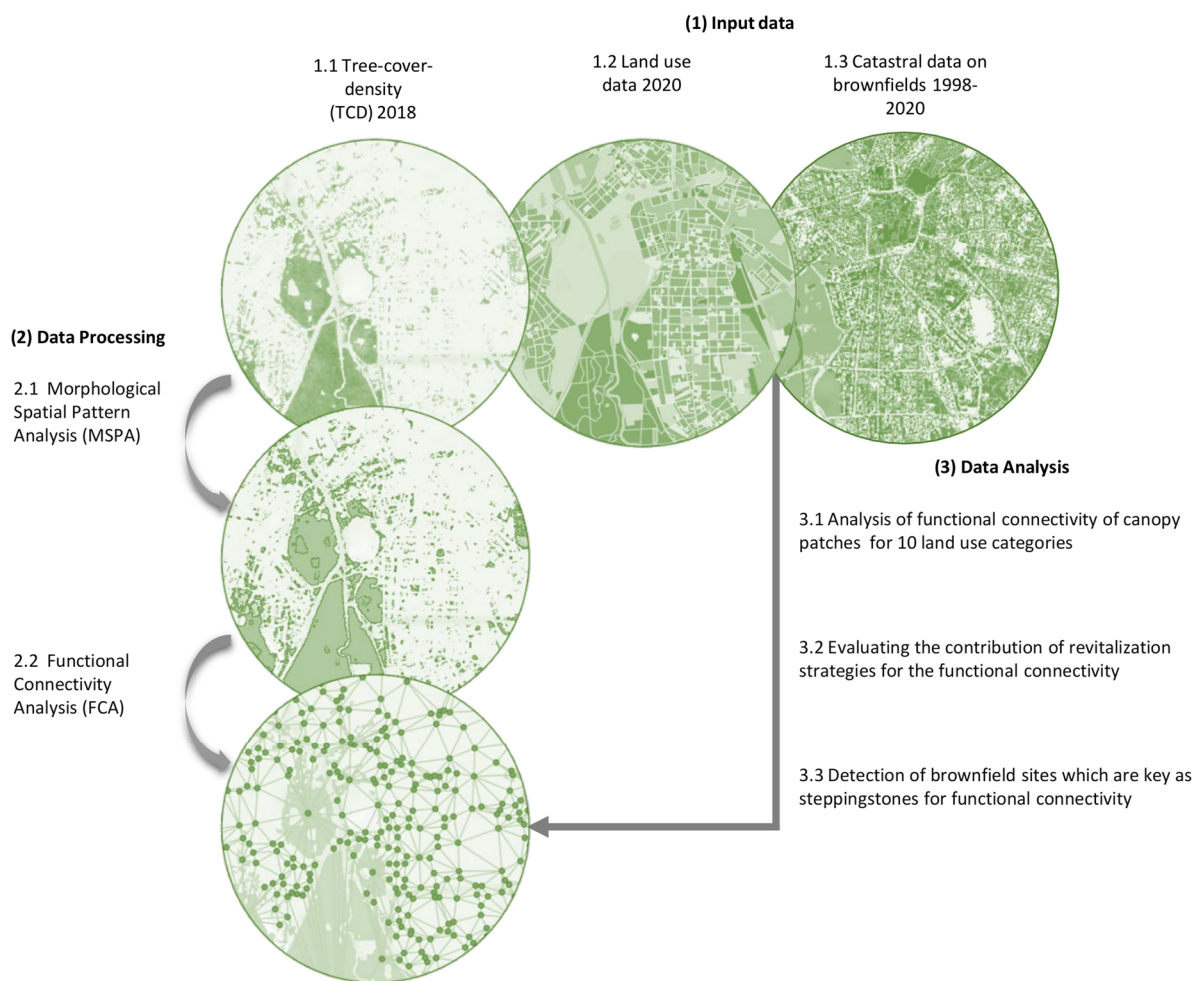 (1) Input data
1.1 Tree-cover-
density
(TCD) 2018
1.2 Land use
data 2020
1.3 Catastral data on
brownfields 1998-
2020
(2) Data Processing
2.1 Morphological
Spatial Pattern
Analysis (MSPA)
2.2 Functional
Connectivity
Analysis (FCA)
(3) Data Analysis
3.1 Analysis of functional connectivity of canopy
patches for 10 land use categories
3.2 Evaluating the contribution of revitalization
strategies for the functional connectivity
3.3 Detection of brownfield sites which are key as
steppingstones for functional connectivity